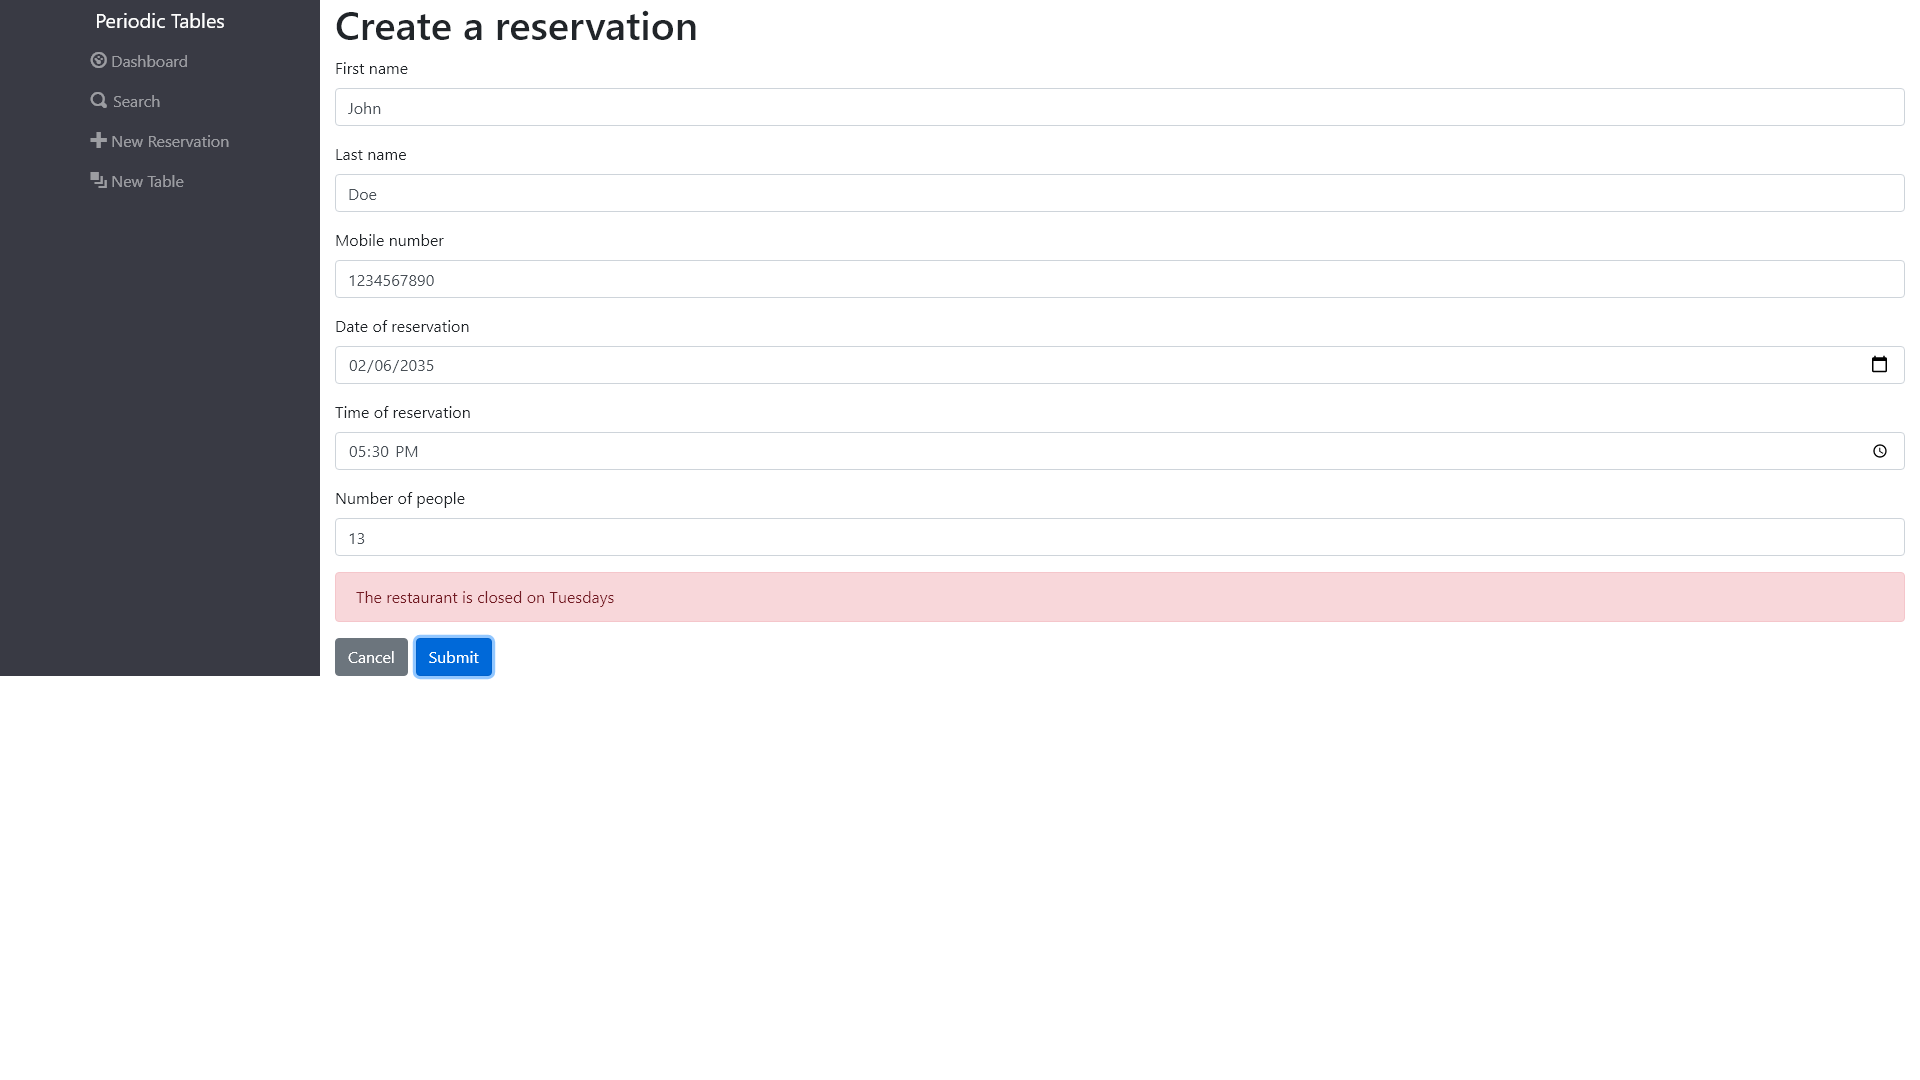 Periodic Tables
Dashboard
Search
New Reservation
New Table
Create a reservation
First name
John
Last name
Doe
Mobile number
1234567890
Date of reservation
02/06/2035
Time of reservation
05:30 PM
Number of people
13
The restaurant is closed on Tuesdays
Cancel Submit